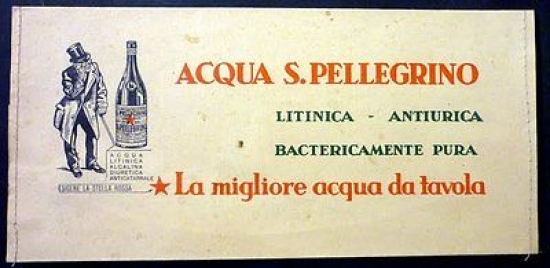 ACQUA S.PELLEGRINO
LITINICA - ANTIURICA
BACTERICAMENTE PURA
★ La migliore acqua da tavola
S.PELLEGRINO
ACQUA
LITINICA
ALCALINA
DIURETICA
ANTICATARRALE
ESIGERE LA STELLA ROSSA